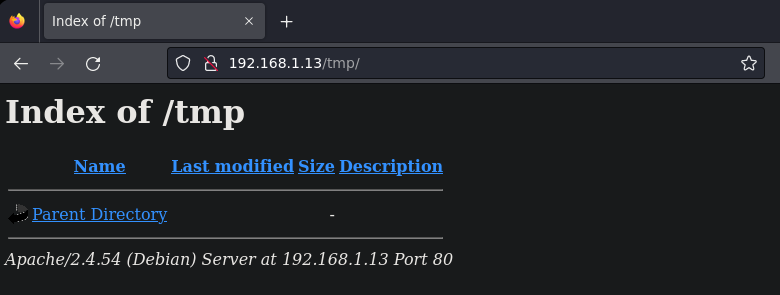 Index of /tmp
192.168.1.13/tmp/
Index of /tmp
Name Last modified Size Description
Parent Directory -
Apache/2.4.54 (Debian) Server at 192.168.1.13 Port 80